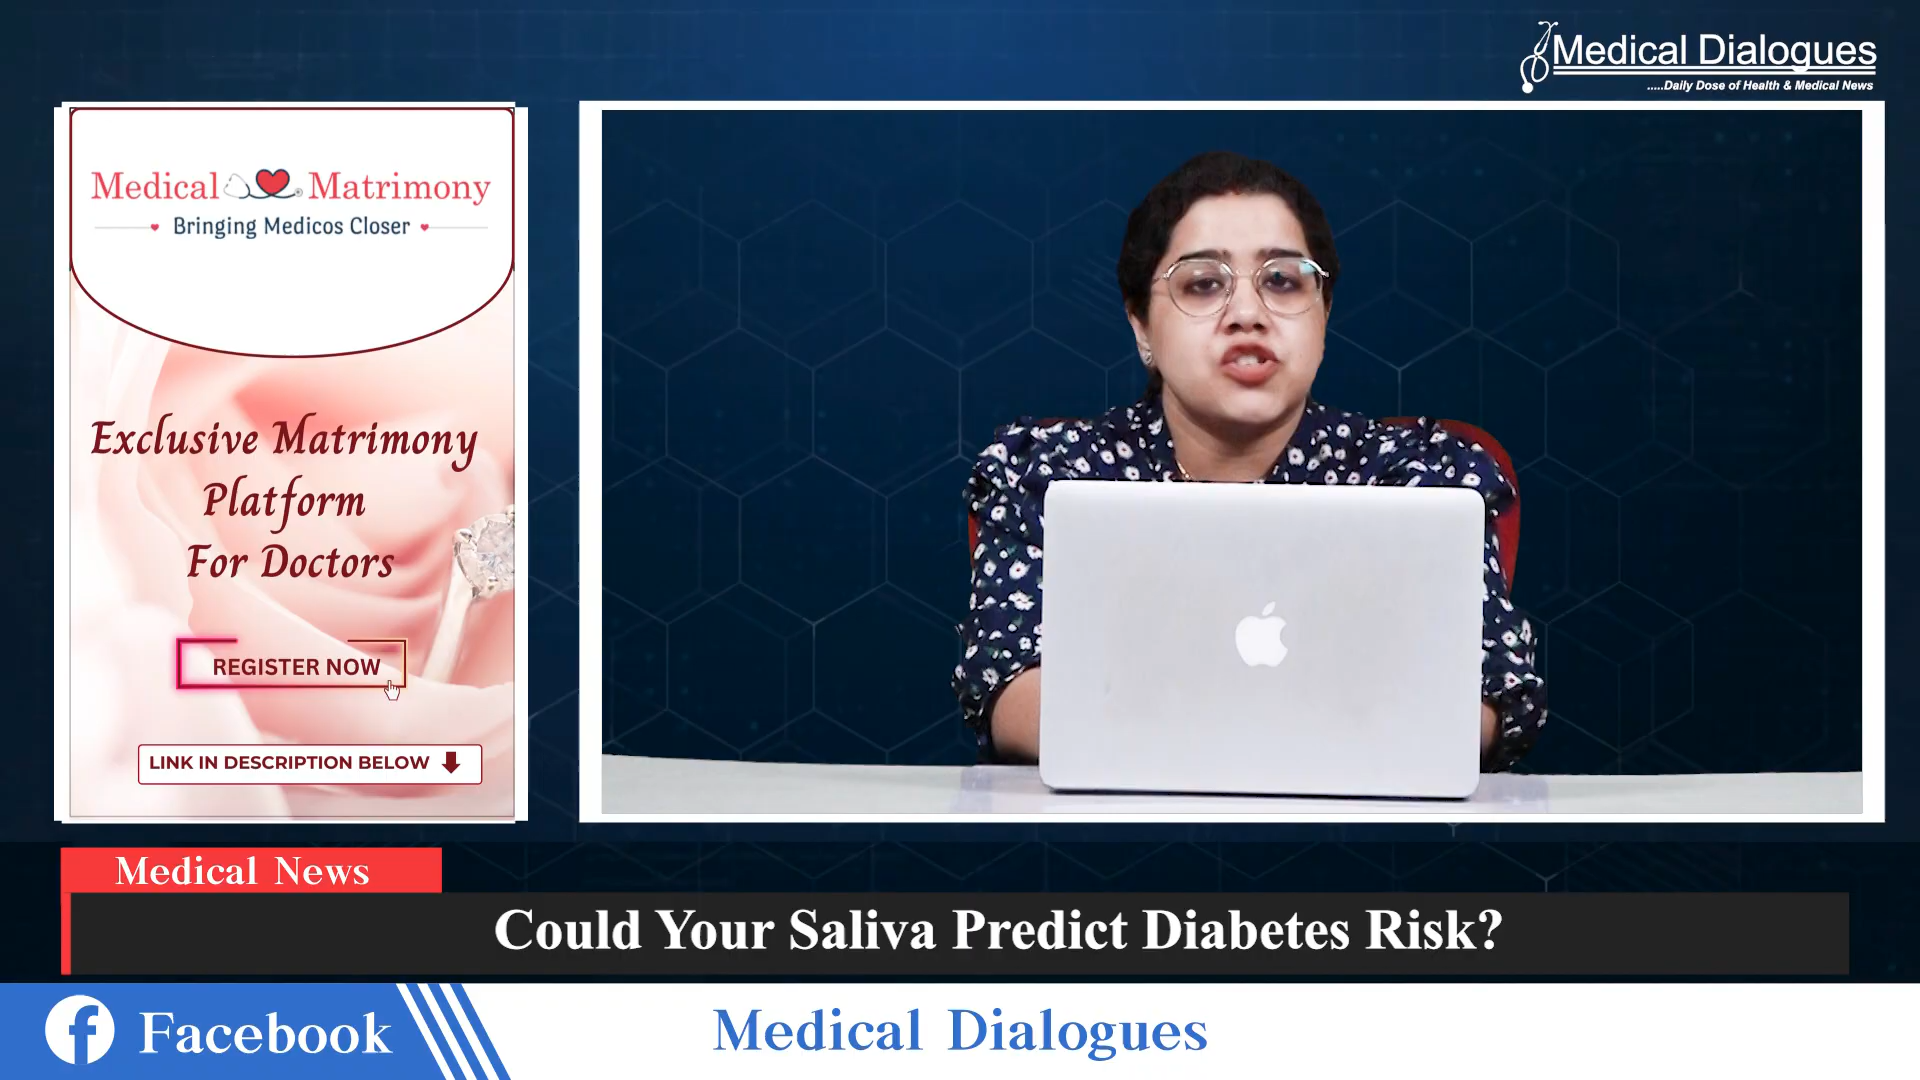 Medical Dialogues
.....Daily Dose of Health & Medical News
Medical Matrimony
Bringing Medicos Closer
Exclusive Matrimony
Platform
For Doctors
REGISTER NOW
LINK IN DESCRIPTION BELOW
Medical News
Could Your Saliva Predict Diabetes Risk?
Facebook
Medical Dialogues